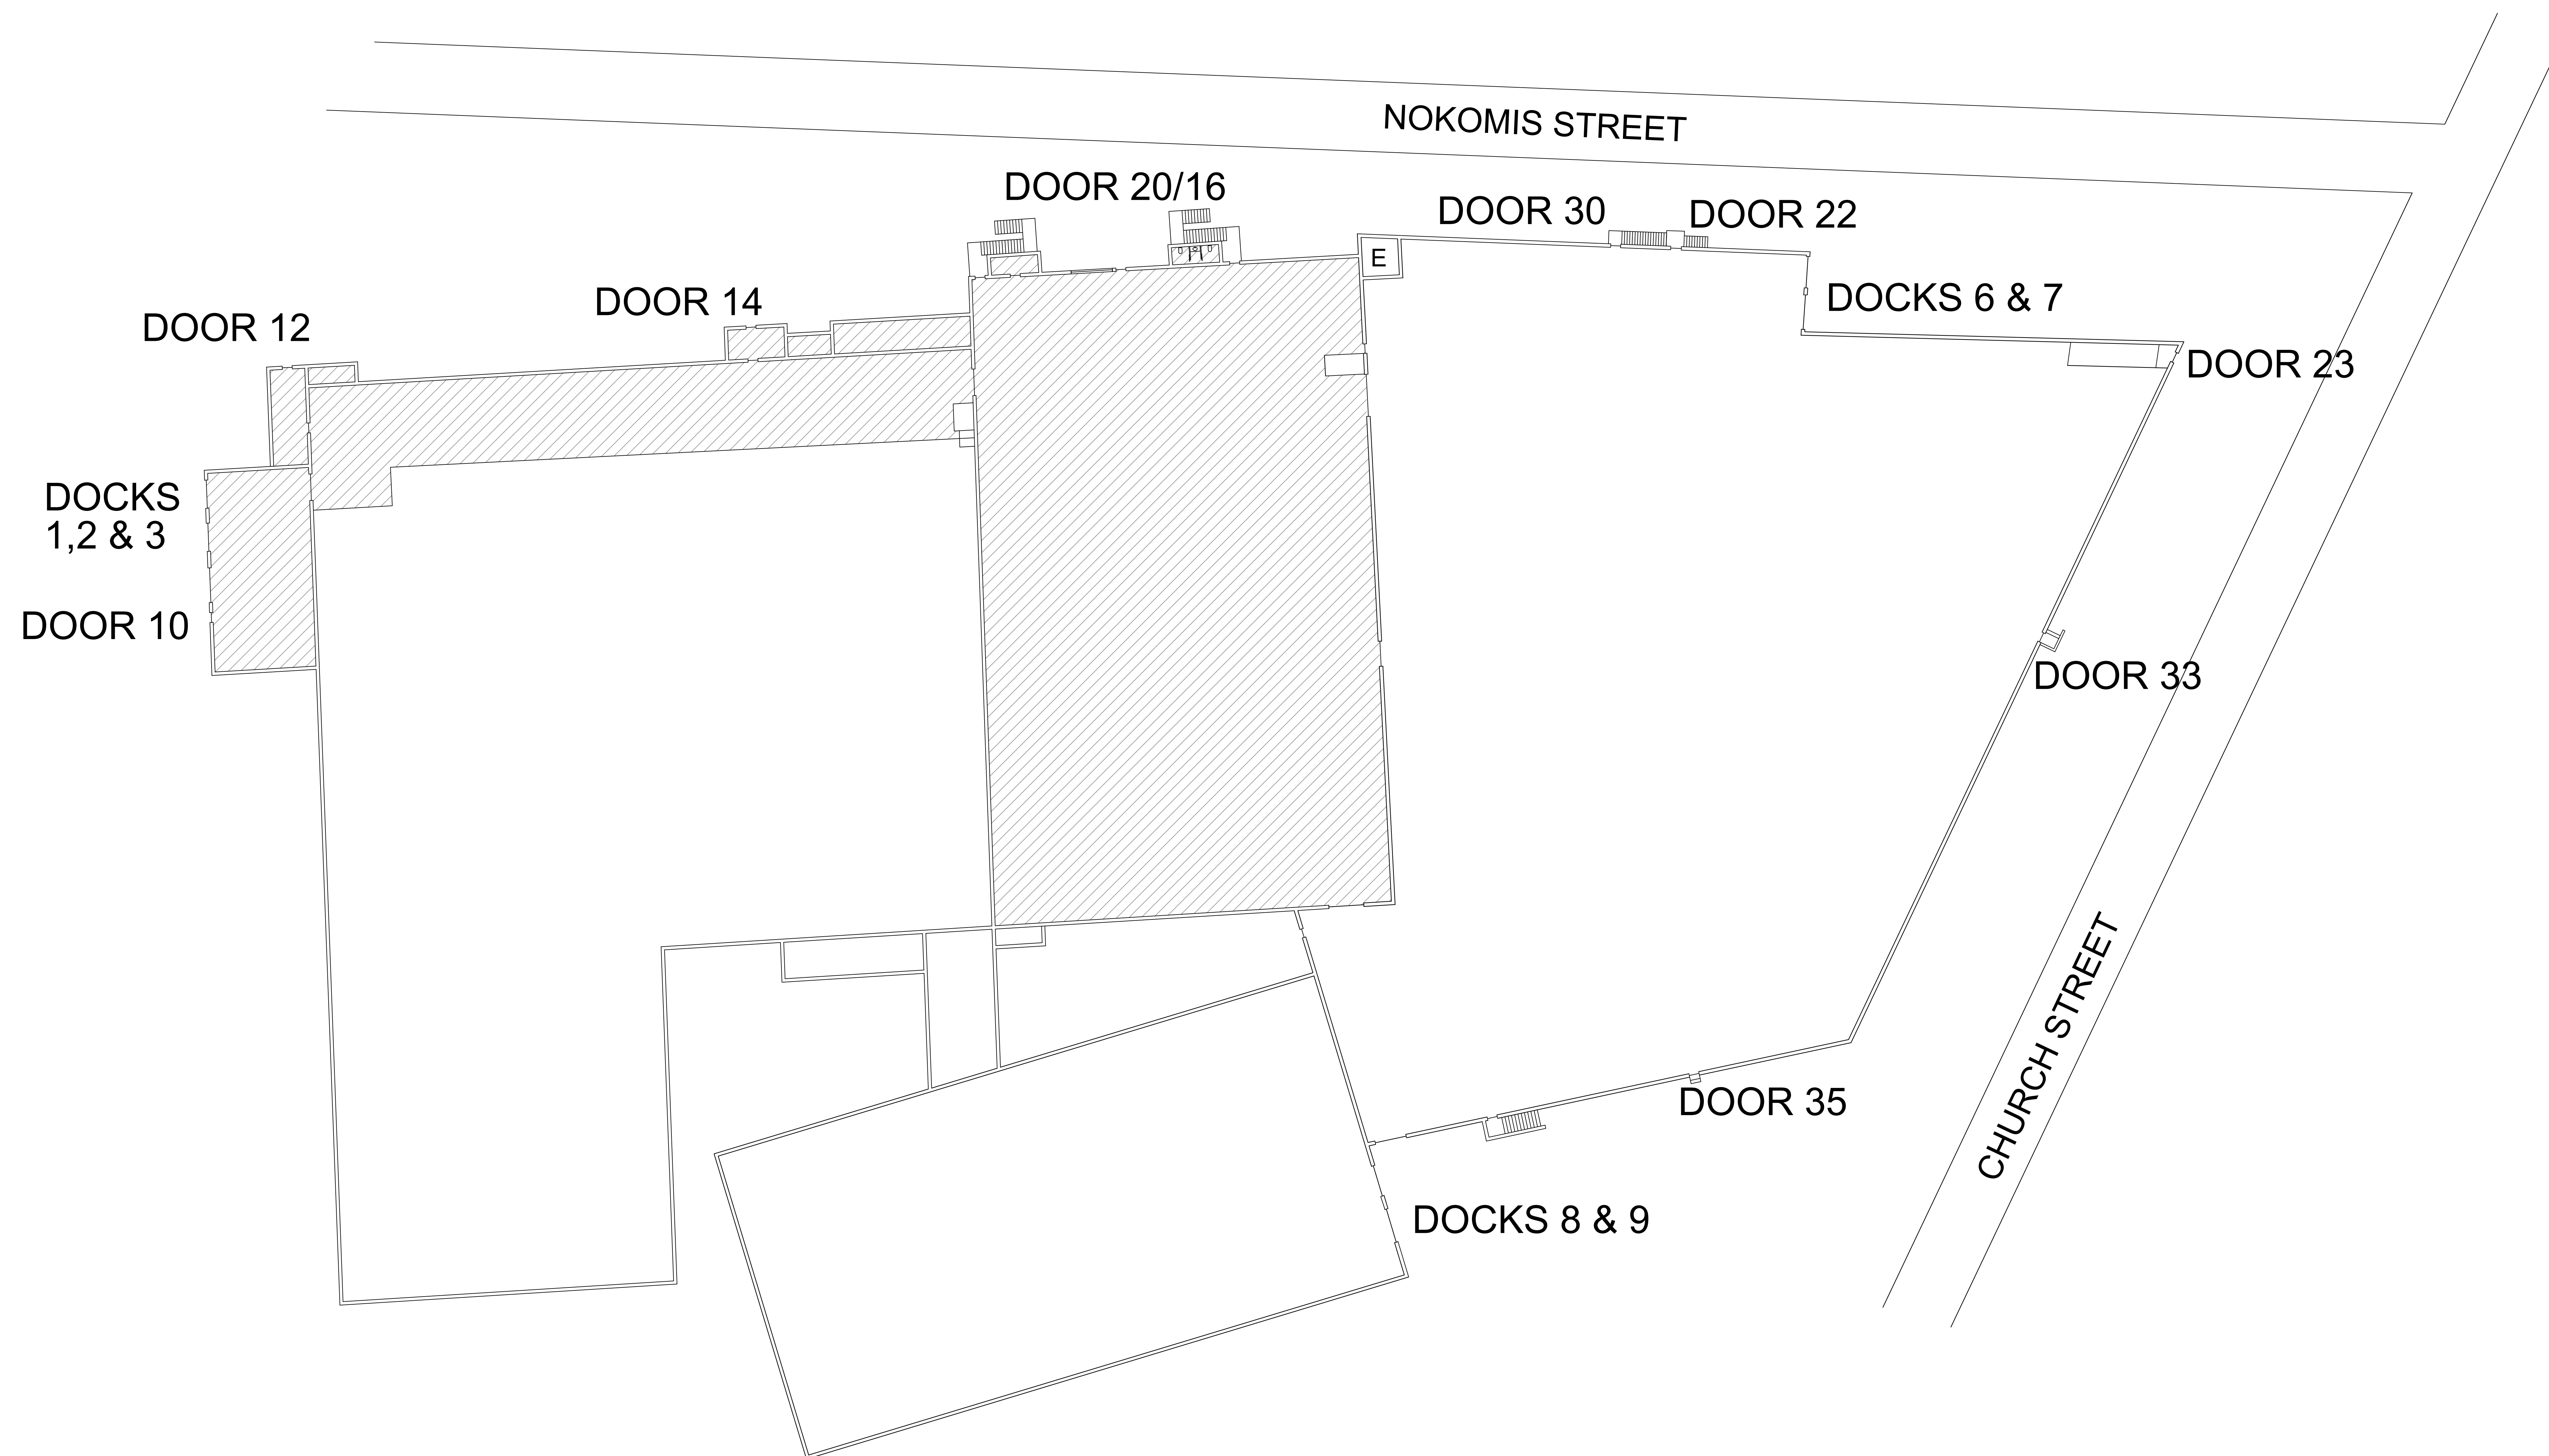 NOKOMIS STREET
DOOR 20/16
DOOR 30
DOOR 22
E
DOCKS 6 & 7
DOOR 14
DOOR 12
DOOR 23
DOCKS
1,2 & 3
DOOR 10
DOOR 33
CHURCH STREET
DOOR 35
DOCKS 8 & 9